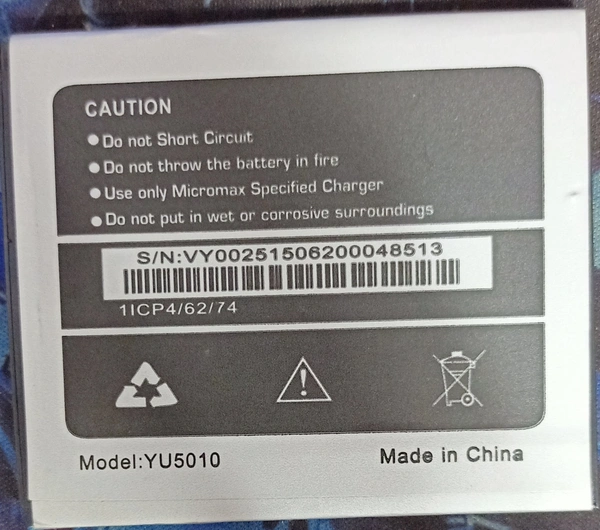 CAUTION
Do not Short Circuit
Do not throw the battery in fire
Use only Micromax Specified Charger
Do not put in wet or corrosive surroundings
S/N:VY00251506200048513
1ICP4/62/74
Model:YU5010
Made in China